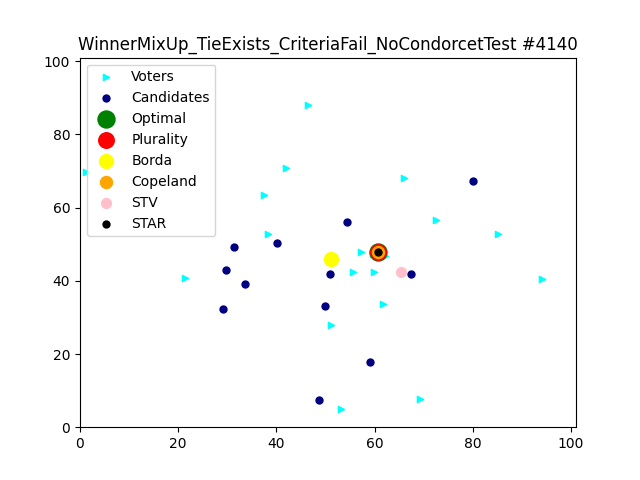 WinnerMixUp_TieExists_CriteriaFail_NoCondorcetTest #4140
100
80
60
40
20
0
0
20
40
60
80
100
Voters
Candidates
Optimal
Plurality
Borda
Copeland
STV
STAR